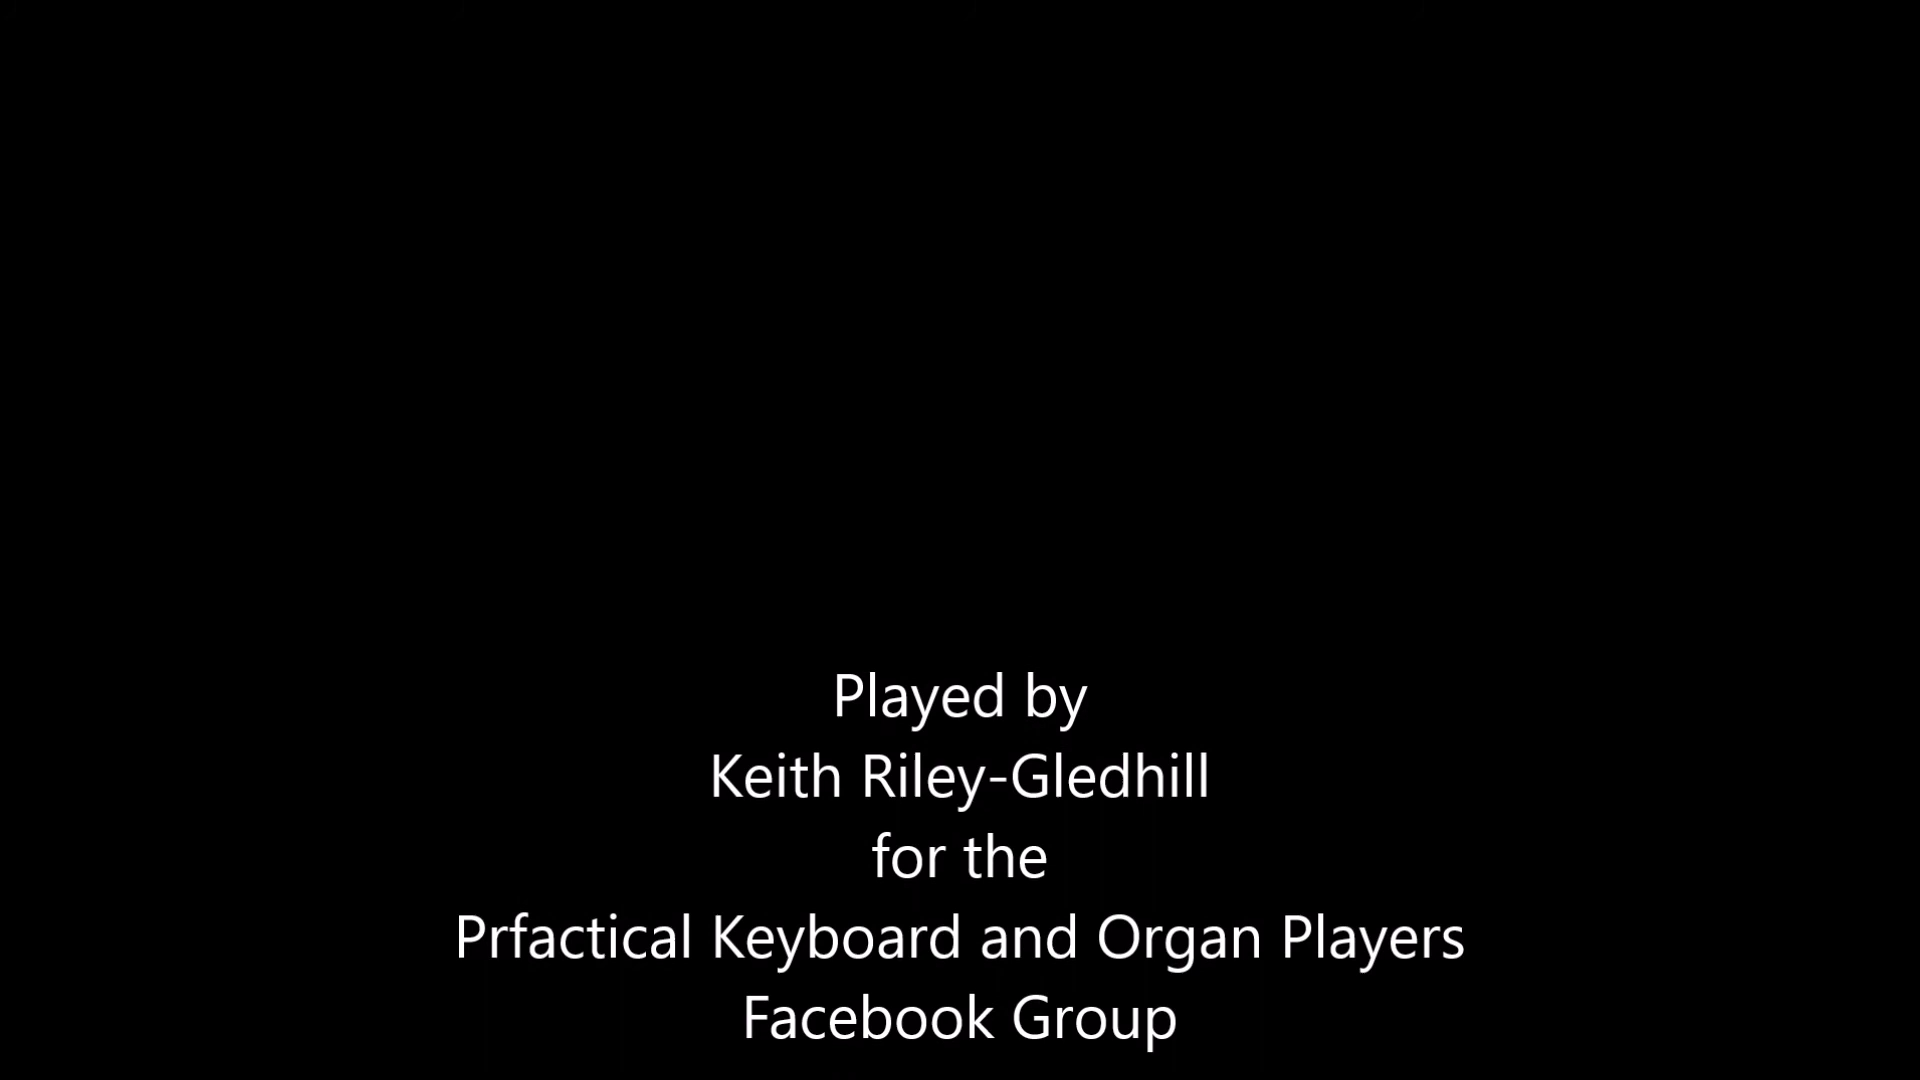 Played by
Keith Riley-Gledhill
for the
Prfactical Keyboard and Organ Players
Facebook Group